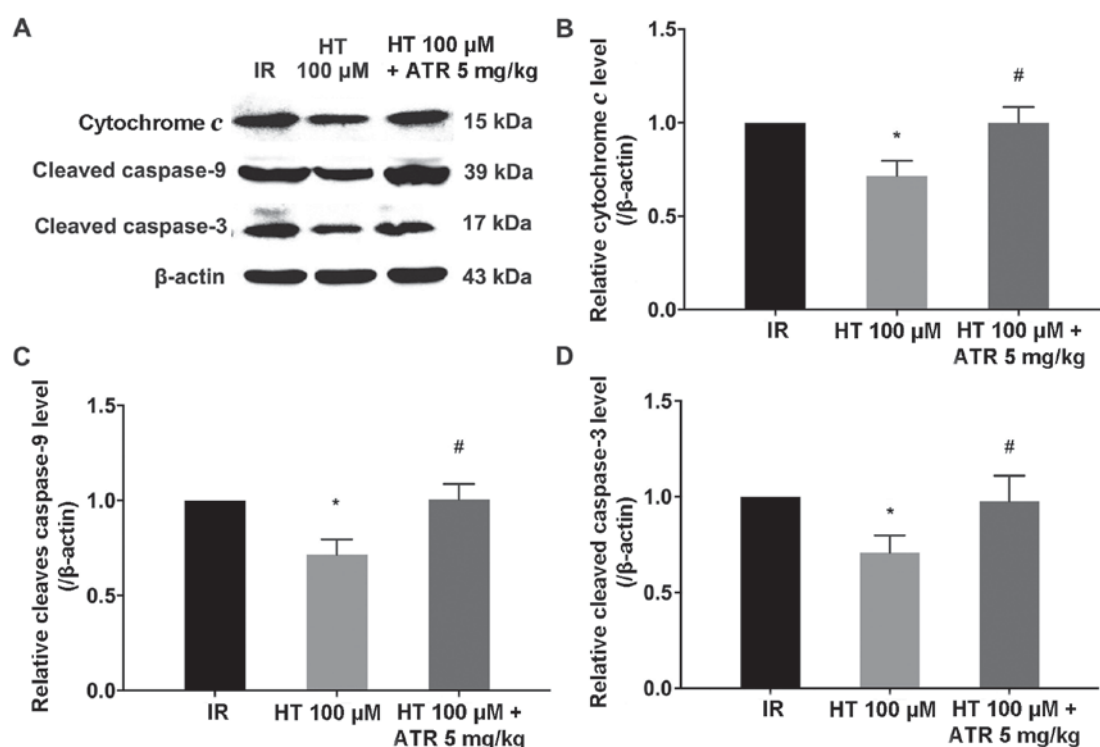 A
IR
HT
100 µM
HT 100 µM
+ ATR 5 mg/kg
Cytochrome c
15 kDa
Cleaved caspase-9
39 kDa
Cleaved caspase-3
17 kDa
β-actin
43 kDa
B
Relative cytochrome c level
(/β-actin)
1.5
1.0
0.5
0.0
*
#
IR
HT 100 µM
HT 100 µM +
ATR 5 mg/kg
C
Relative cleaves caspase-9 level
(/β-actin)
1.5
1.0
0.5
0.0
*
#
IR
HT 100 µM
HT 100 µM +
ATR 5 mg/kg
D
Relative cleaved caspase-3 level
(/β-actin)
1.5
1.0
0.5
0.0
*
#
IR
HT 100 µM
HT 100 µM +
ATR 5 mg/kg